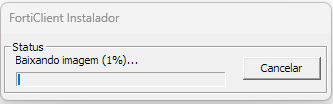 FortiClient Instalador
Status
Baixando imagem (1%)...
Cancelar